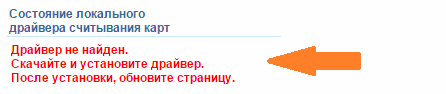 Состояние локального
драйвера считывания карт
Драйвер не найден.
Скачайте и установите драйвер.
После установки, обновите страницу.